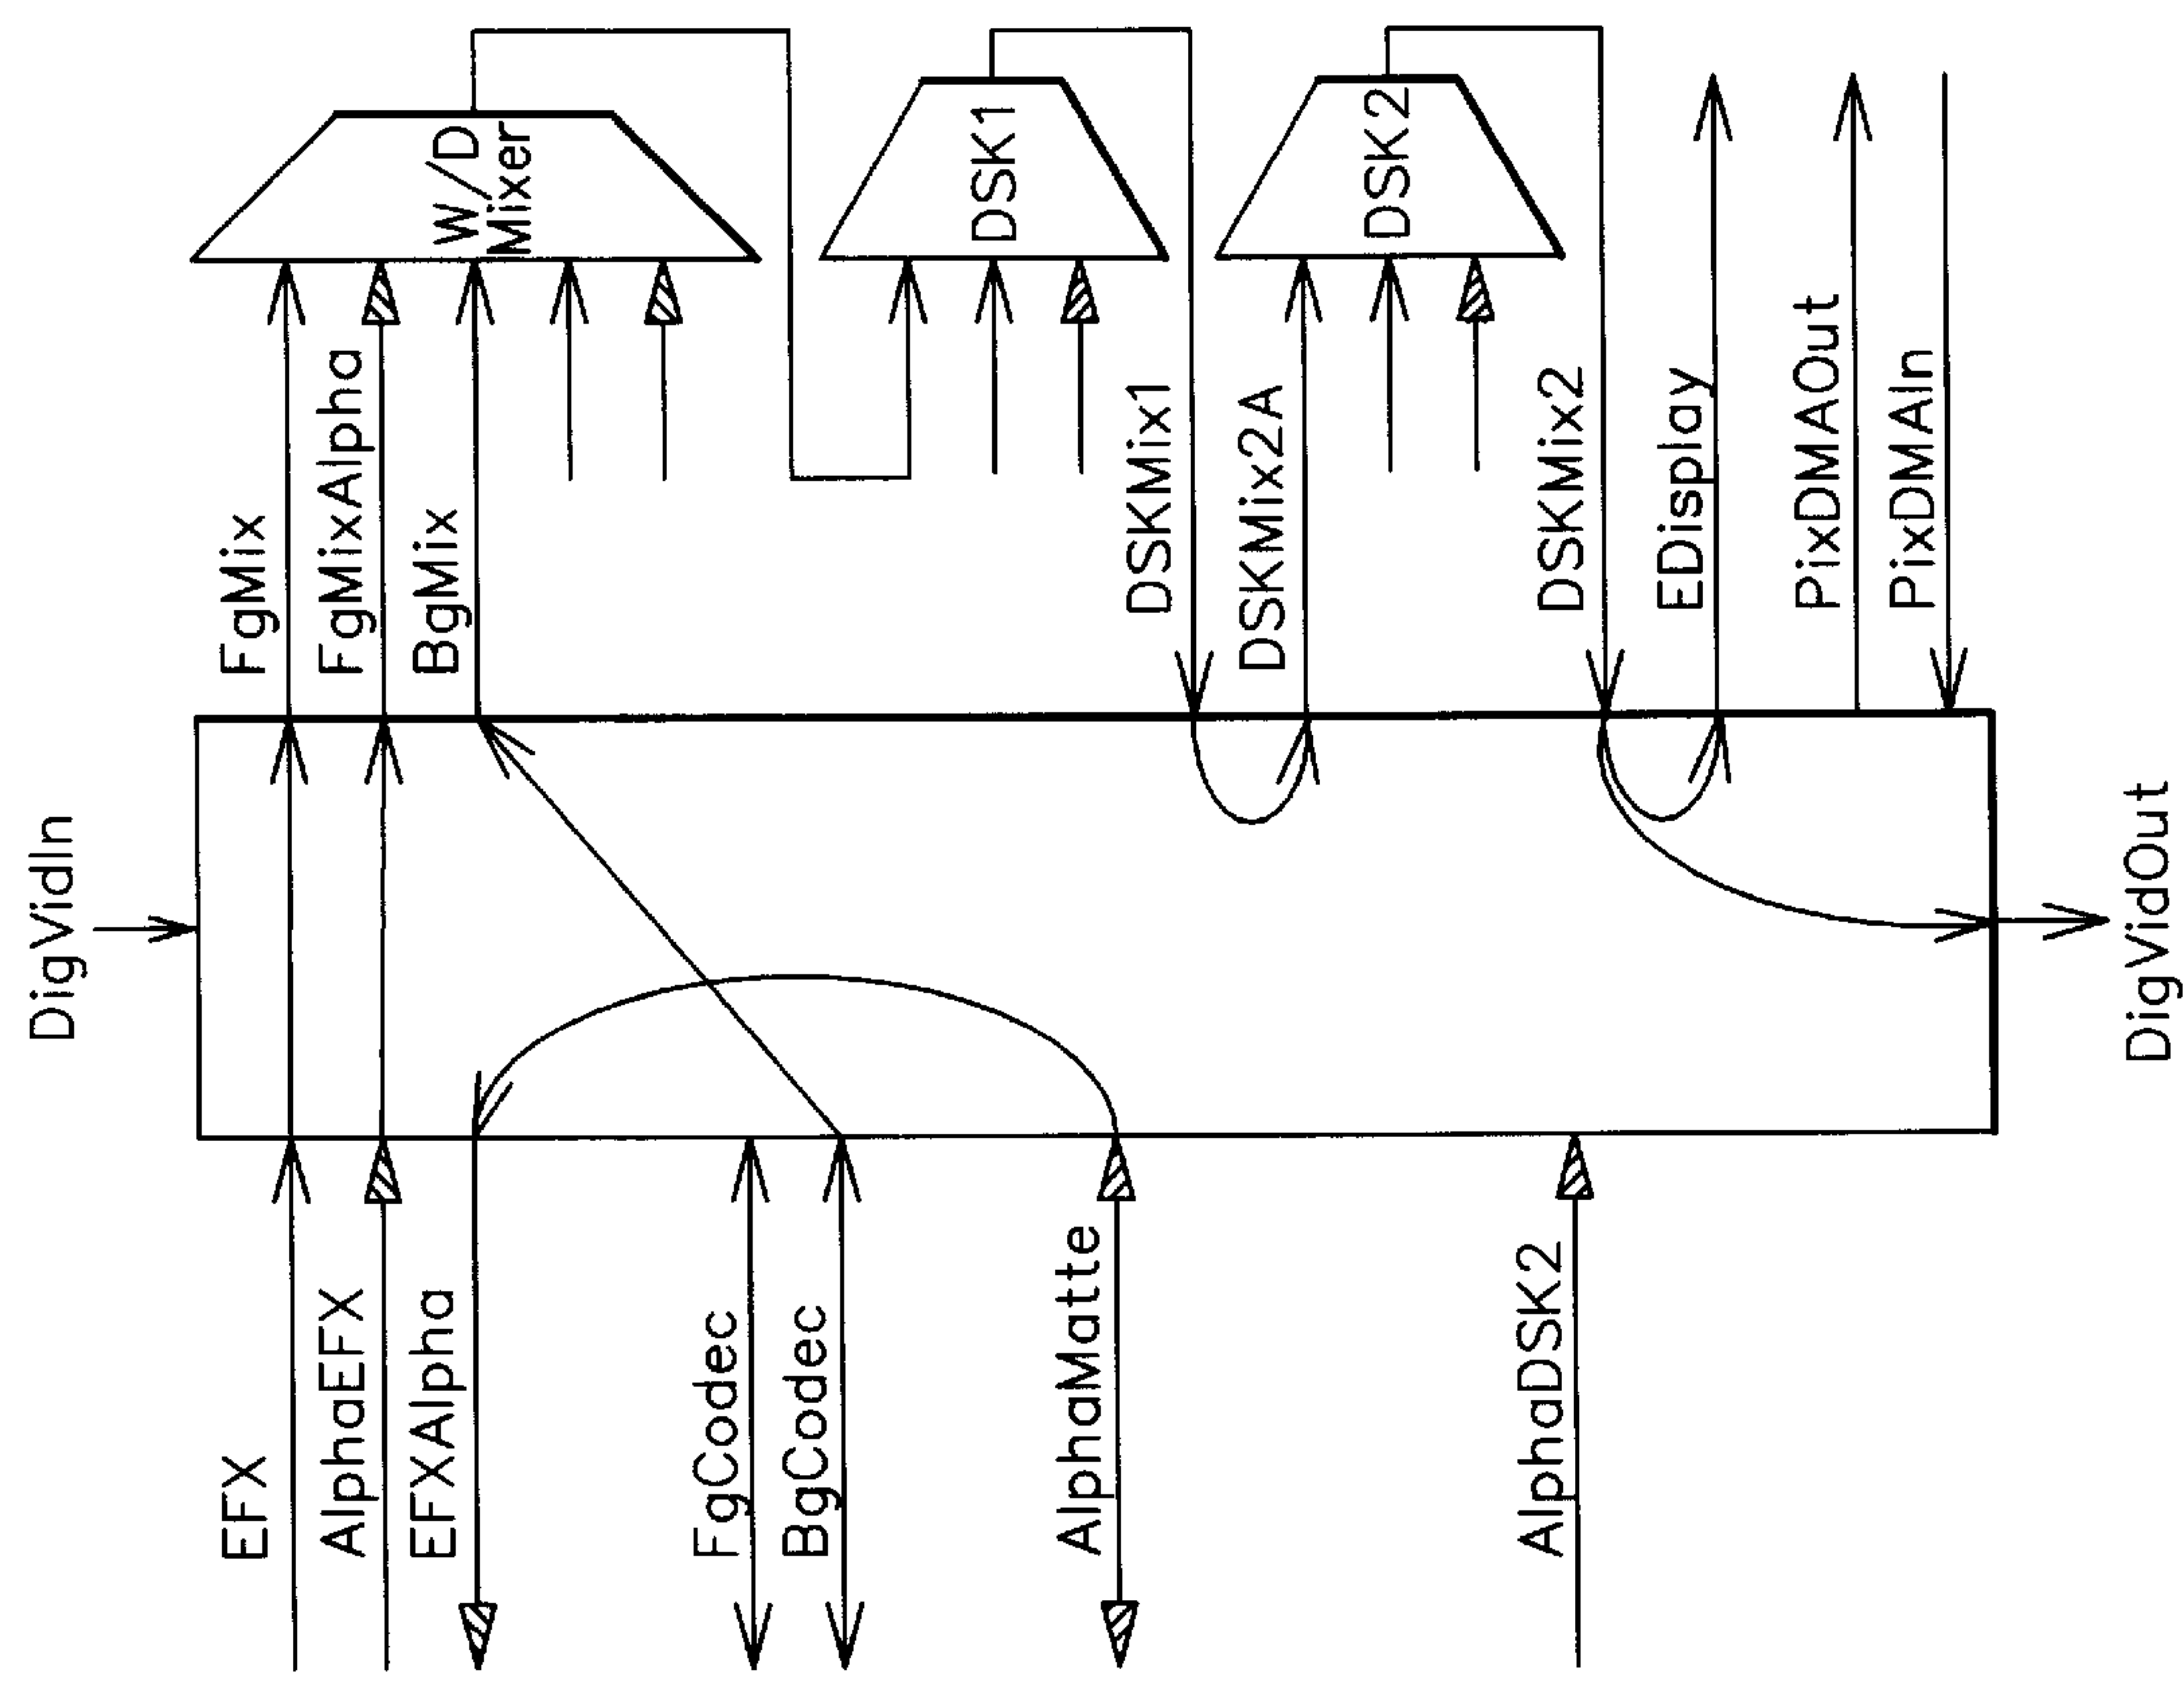 DigVidIn
EFX
AlphaEFX
EFXAlpha
FgCodec
BgCodec
AlphaMatte
AlphaDSK2
FgMix
FgMixAlpha
BgMix
DSKMix1
DSKMix2A
DSKMix2
EDisplay
PixDMAOut
PixDMAIn
W/D
Mixer
DSK1
DSK2
DigVidOut